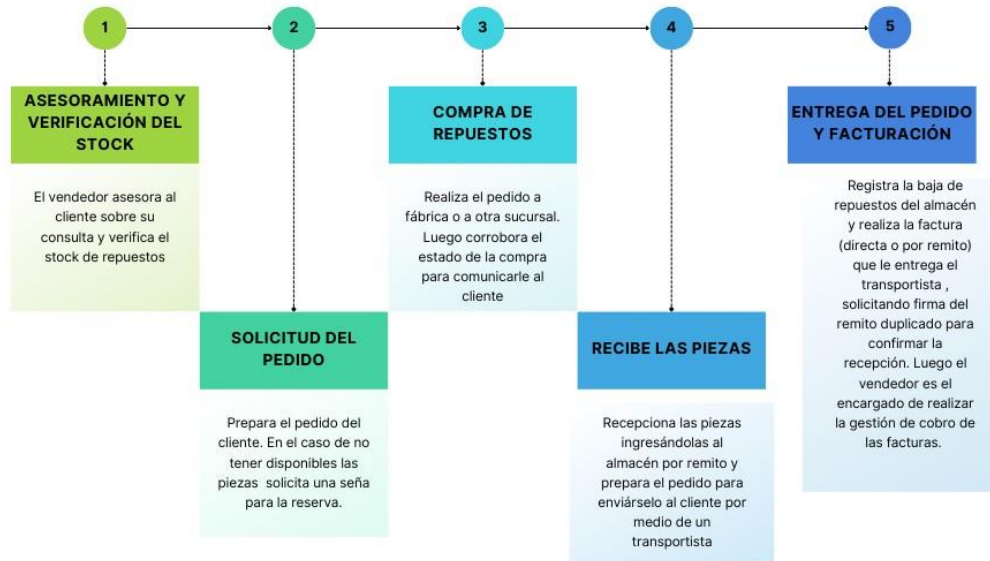 1
2
3
4
5
ASESORAMIENTO Y
VERIFICACIÓN DEL
STOCK
El vendedor asesora al
cliente sobre su
consulta y verifica el
stock de repuestos
SOLICITUD DEL
PEDIDO
Prepara el pedido del
cliente. En el caso de no
tener disponibles las
piezas solicita una seña
para la reserva.
COMPRA DE
REPUESTOS
Realiza el pedido a
fábrica o a otra sucursal.
Luego corrobora el
estado de la compra
para comunicarle al
cliente
RECIBE LAS PIEZAS
Recepciona las piezas
ingresándolas al
almacén por remito y
prepara el pedido para
enviárselo al cliente por
medio de un
transportista
ENTREGA DEL PEDIDO
Y FACTURACIÓN
Registra la baja de
repuestos del almacén
y realiza la factura
(directa o por remito)
que le entrega el
transportista ,
solicitando firma del
remito duplicado para
confirmar la
recepción. Luego el
vendedor es el
encargado de realizar
la gestión de cobro de
las facturas.